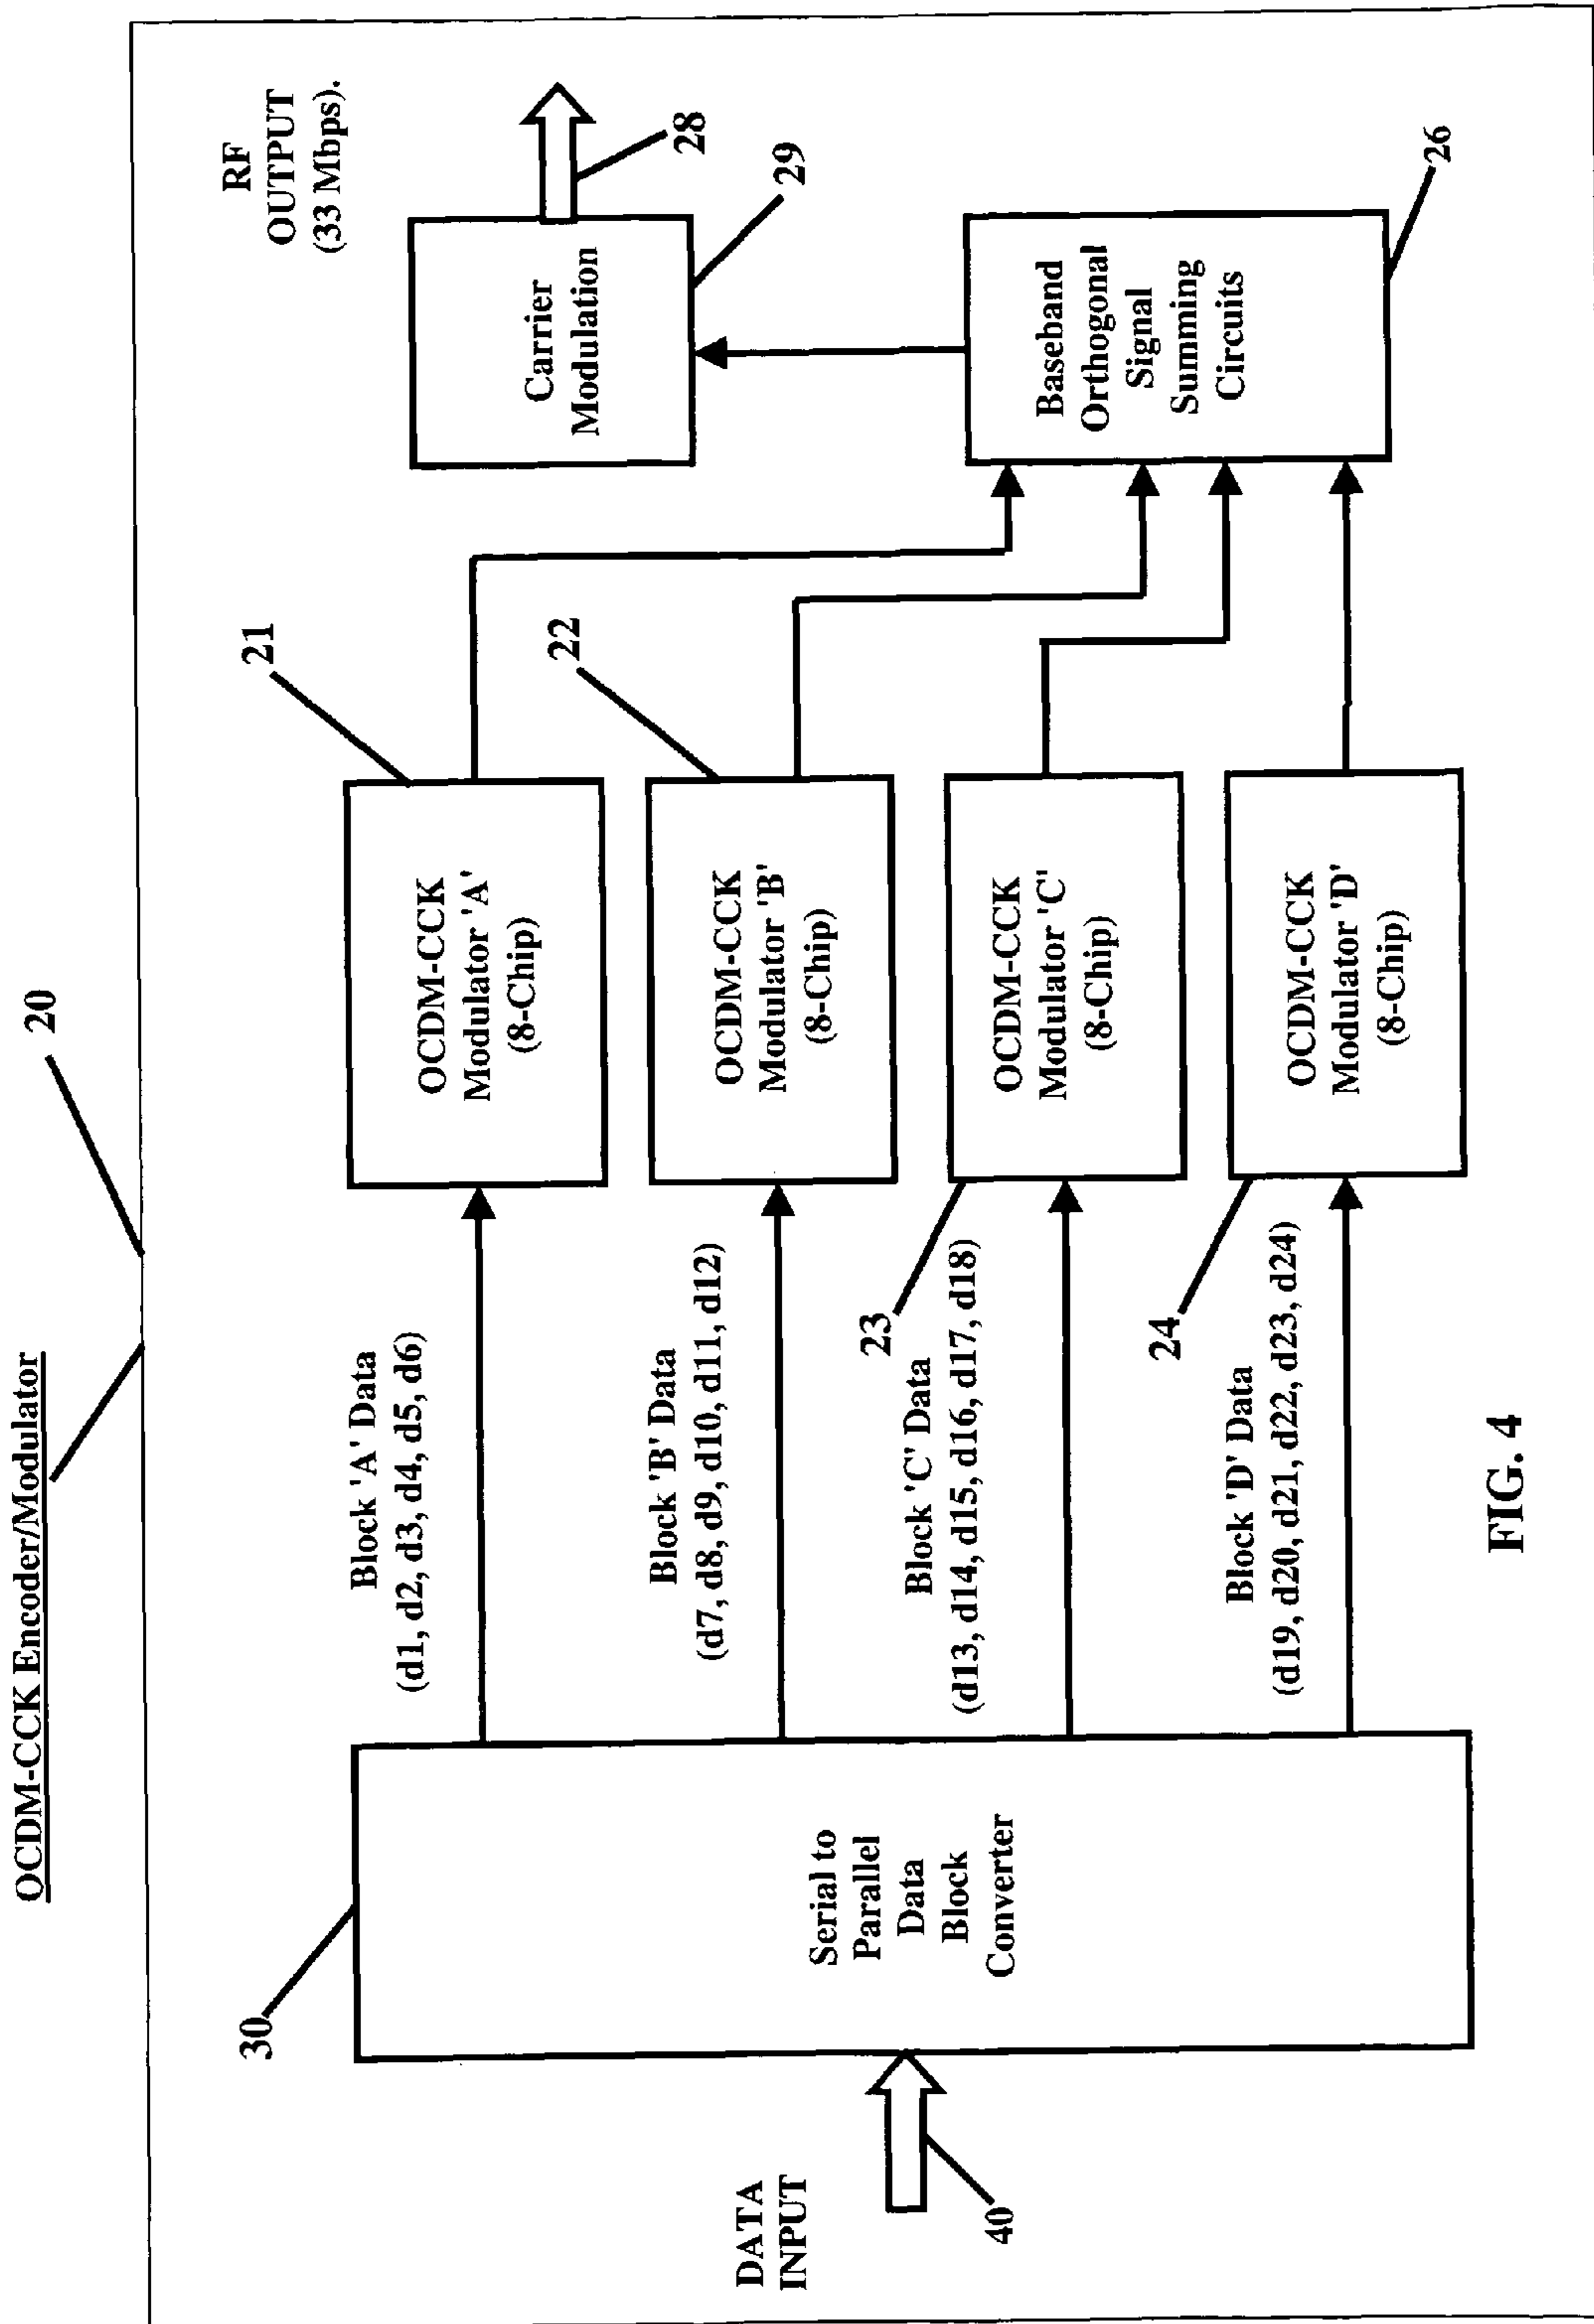 OCDM-CCK Encoder/Modulator
20
30
DATA
INPUT
40
Serial to
Parallel
Data
Block
Converter
Block 'A' Data
(d1, d2, d3, d4, d5, d6)
Block 'B' Data
(d7, d8, d9, d10, d11, d12)
Block 'C' Data
(d13, d14, d15, d16, d17, d18)
Block 'D' Data
(d19, d20, d21, d22, d23, d24)
21
OCDM-CCK
Modulator 'A'
(8-Chip)
22
OCDM-CCK
Modulator 'B'
(8-Chip)
23
OCDM-CCK
Modulator 'C'
(8-Chip)
24
OCDM-CCK
Modulator 'D'
(8-Chip)
RF
OUTPUT
(33 Mbps).
28
Carrier
Modulation
29
Baseband
Orthogonal
Signal
Summing
Circuits
26
FIG. 4